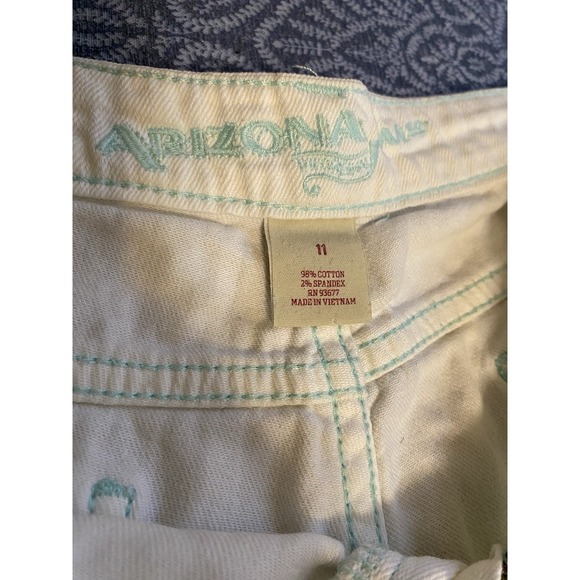 ARIZONA
11
98% COTTON
2% SPANDEX
RN 93677
MADE IN VIETNAM